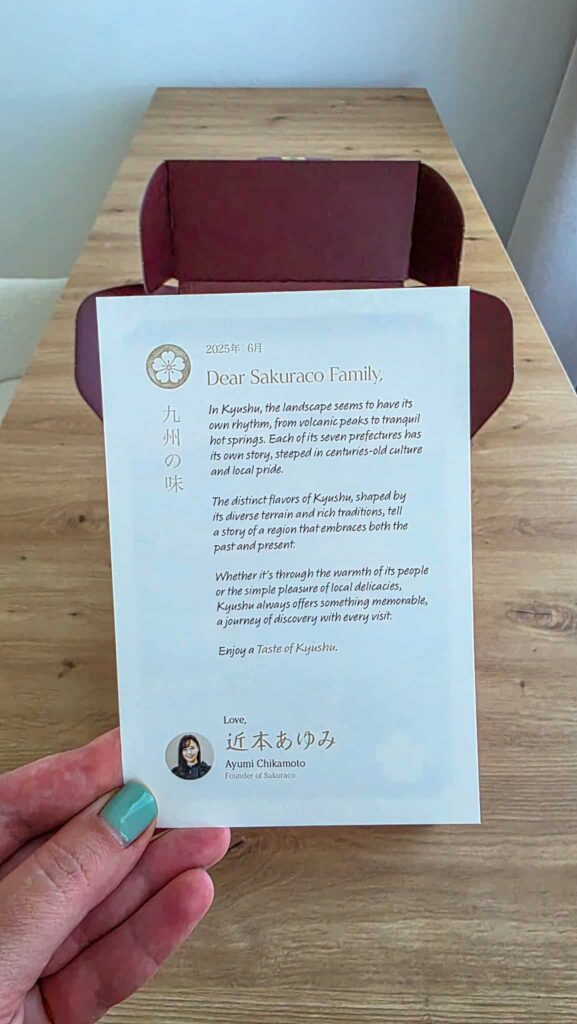 2025年 6月
Dear Sakuraco Family,
九州の味
In Kyushu, the landscape seems to have its
own rhythm, from volcanic peaks to tranquil
hot springs. Each of its seven prefectures has
its own story, steeped in centuries-old culture
and local pride.
The distinct flavors of Kyushu, shaped by
its diverse terrain and rich traditions, tell
a story of a region that embraces both the
past and present.
Whether it's through the warmth of its people
or the simple pleasure of local delicacies,
Kyushu always offers something memorable,
a journey of discovery with every visit.
Enjoy a Taste of Kyushu.
Love,
近本あゆみ
Ayumi Chikamoto
Founder of Sakuraco